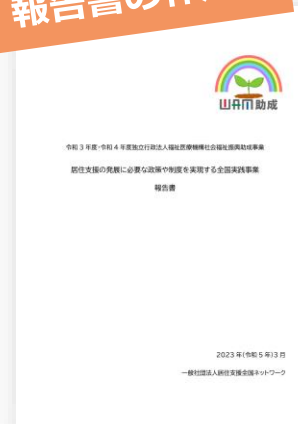 報告書の
WAM助成
令和3年度・令和4年度独立行政法人福祉医療機構社会福祉振興助成事業
居住支援の発展に必要な政策や制度を実現する全国実践事業
報告書
2023年(令和5年)3月
一般社団法人居住支援全国ネットワーク